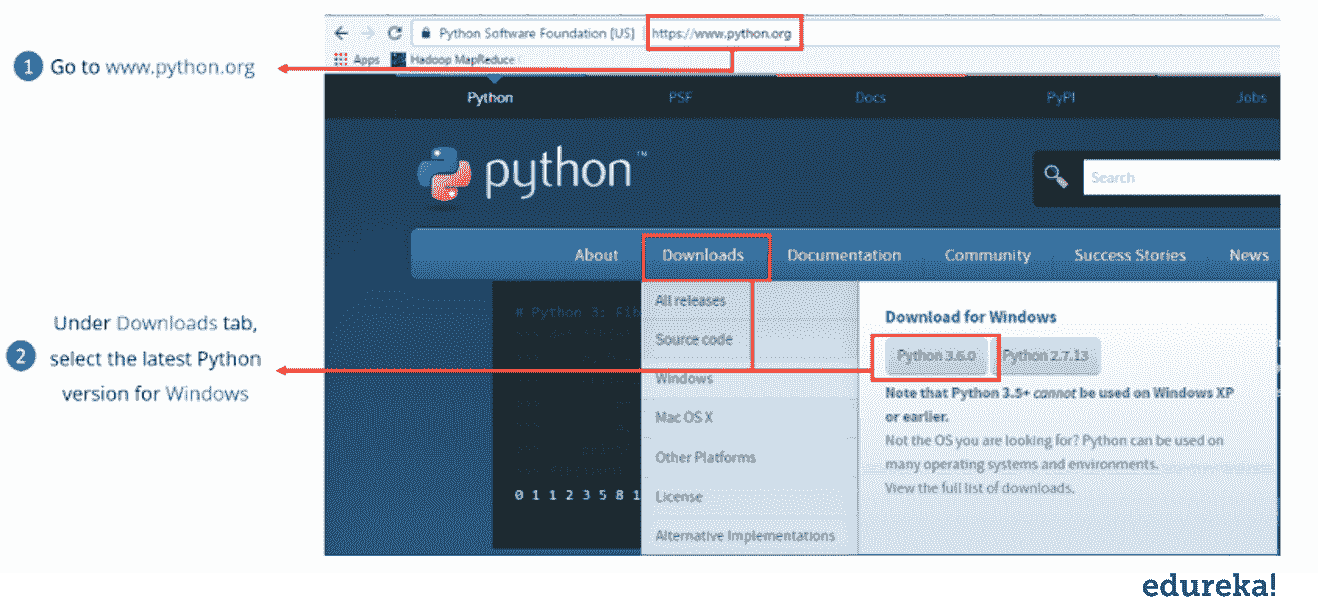 Python Software Foundation [US] https://www.python.org
Apps Hadoop MapReduce
1 Go to www.python.org
Python PSF Docs PyPI Jobs
python™
Search
About Downloads Documentation Community Success Stories News
All releases
Source code
Windows
Mac OS X
Other Platforms
License
Alternative Implementations
# Python 3: Fib
0 1 1 2 3 5 8 1
Download for Windows
Python 3.6.0 Python 2.7.13
Note that Python 3.5+ cannot be used on Windows XP
or earlier.
Not the OS you are looking for? Python can be used on
many operating systems and environments.
View the full list of downloads.
2 Under Downloads tab,
select the latest Python
version for Windows
edureka!